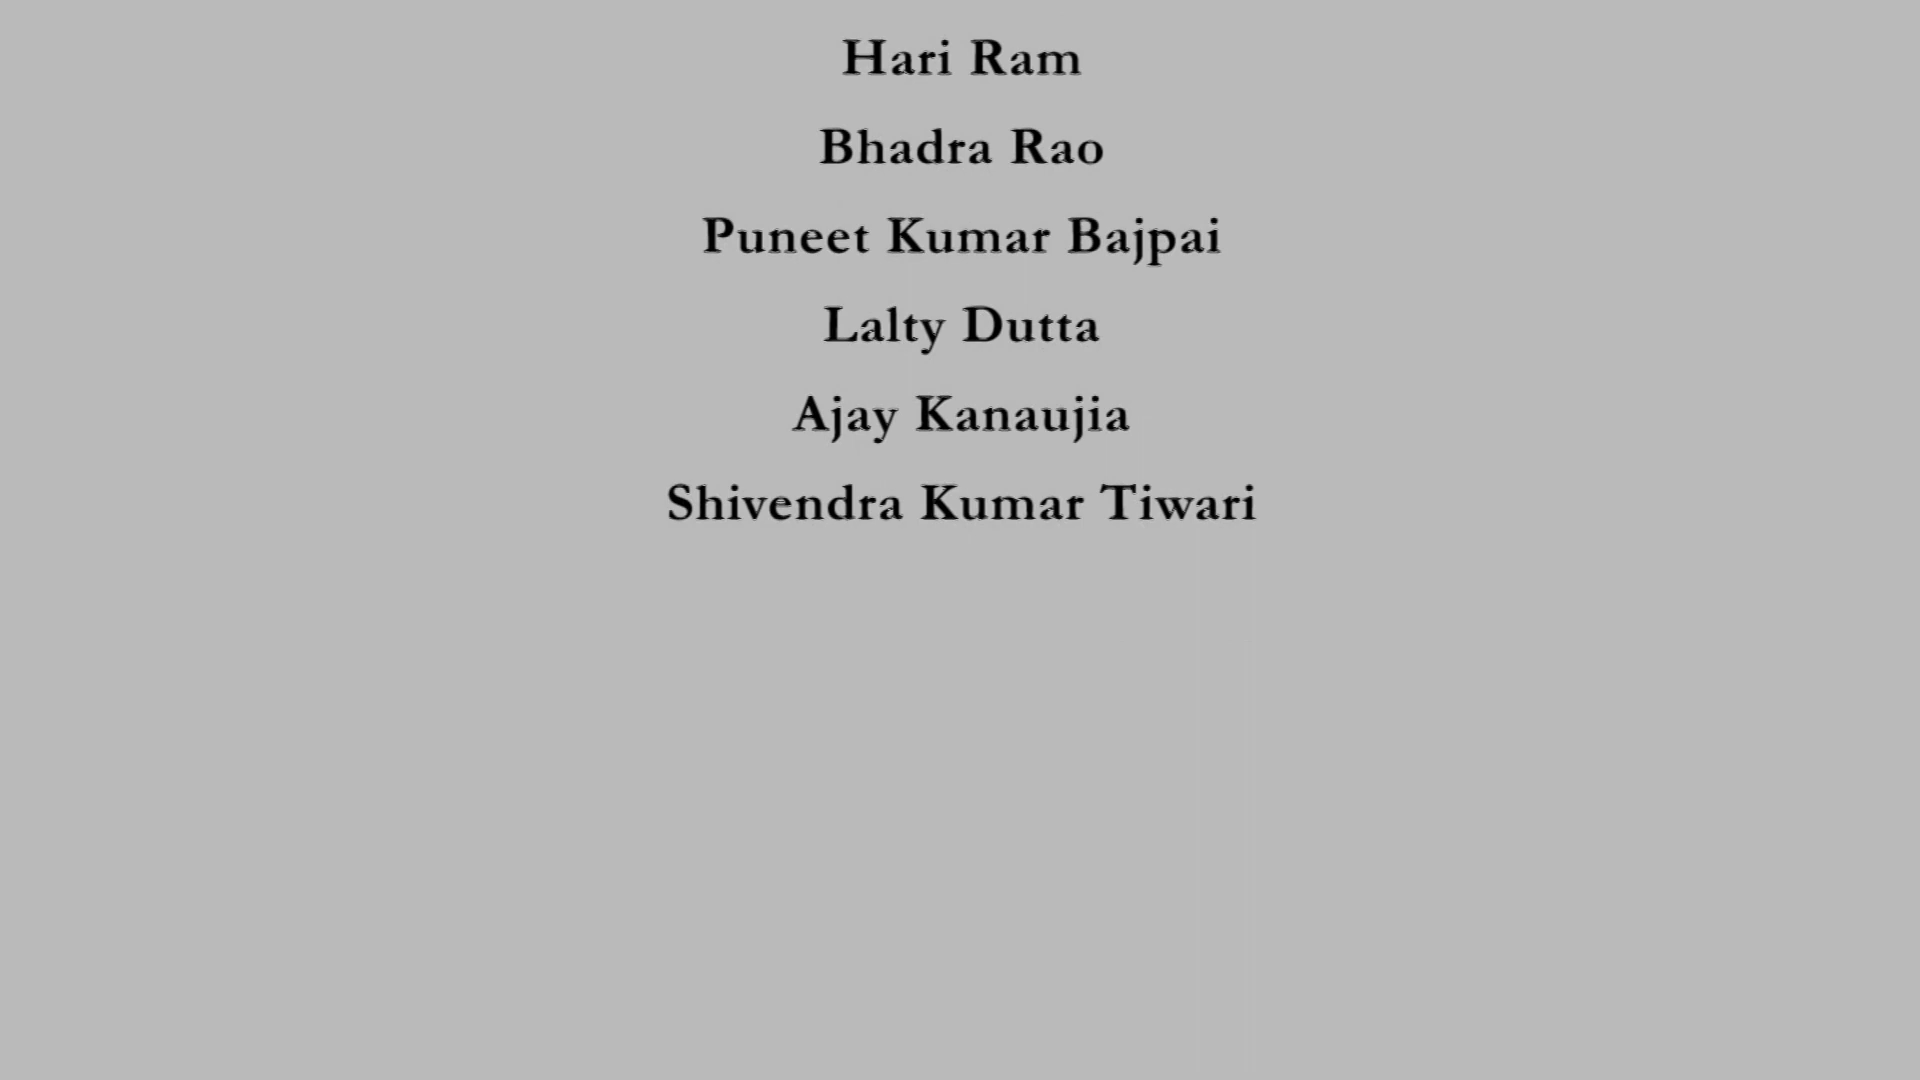 Hari Ram
Bhadra Rao
Puneet Kumar Bajpai
Lalty Dutta
Ajay Kanaujia
Shivendra Kumar Tiwari